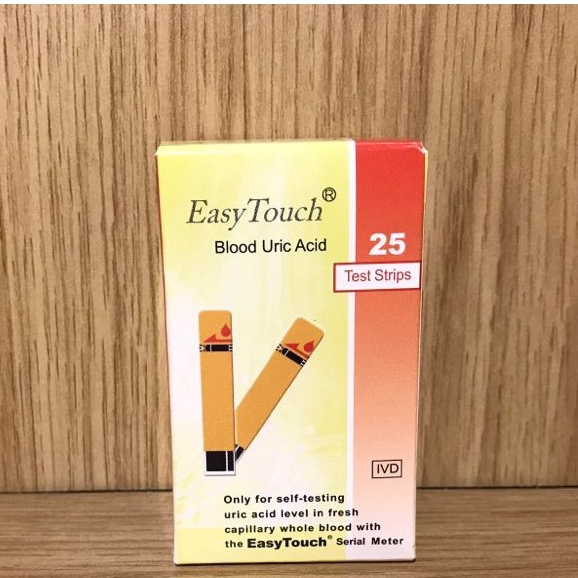 EasyTouch®
Blood Uric Acid
25
Test Strips
IVD
Only for self-testing
uric acid level in fresh
capillary whole blood with
the EasyTouch® Serial Meter